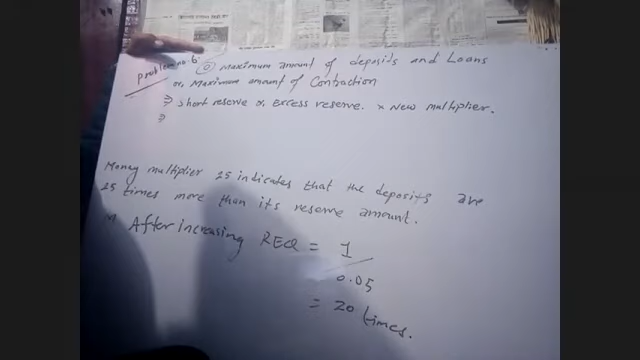 Problem no. 6.
a) Maximum amount of deposits and Loans
or, Maximum amount of Contraction
⇒ Short reserve or Excess reserve. × New multiplier.
⇒
Money multiplier 25 indicates that the deposits are
25 times more than its reserve amount.
After increasing REQ = 1
0.05
= 20 times.